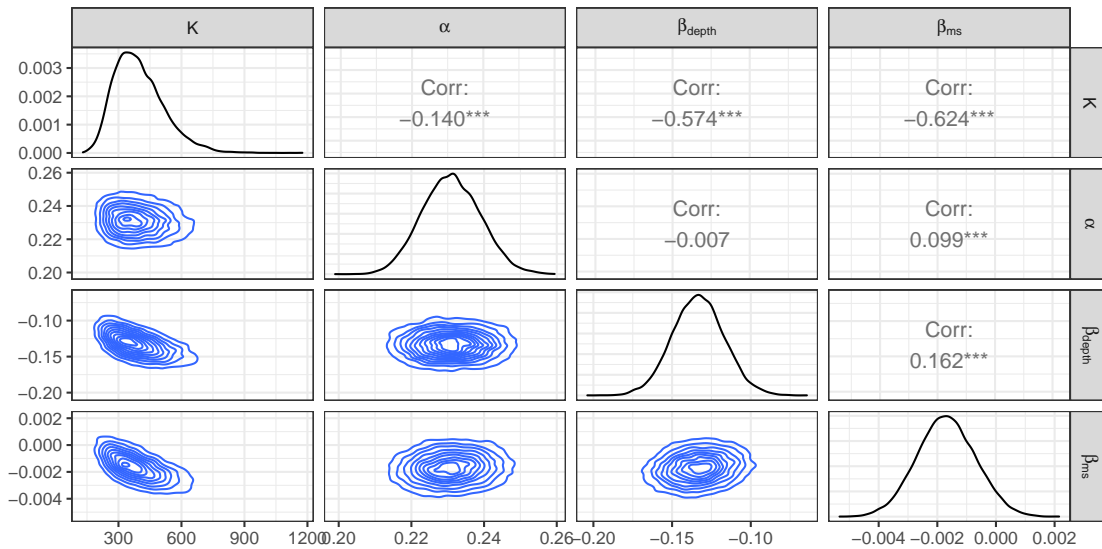 K
α
βdepth
βms
0.003
0.002
0.001
0.000
Corr:
−0.140***
Corr:
−0.574***
Corr:
−0.624***
K
0.26
0.24
0.22
0.20
Corr:
−0.007
Corr:
0.099***
α
−0.10
−0.15
−0.20
Corr:
0.162***
βdepth
0.002
0.000
−0.002
−0.004
βms
300 600 900 1200
0.20 0.22 0.24 0.26
−0.20 −0.15 −0.10
−0.004 −0.002 0.000 0.002